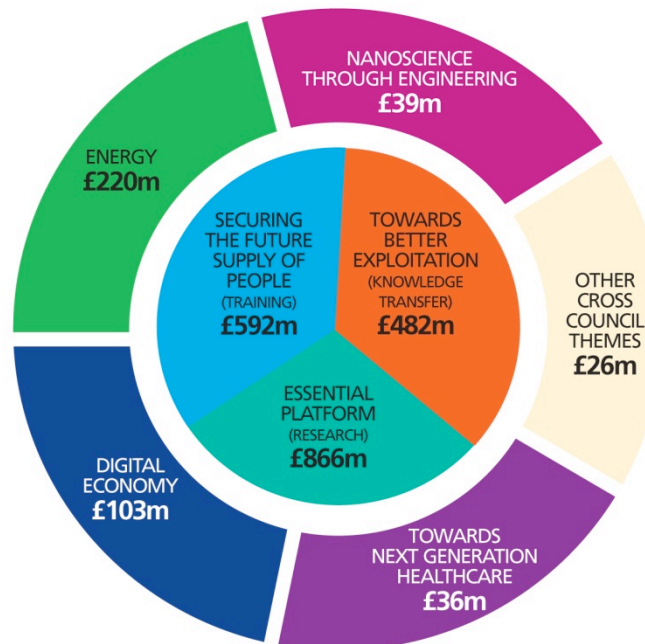 NANOSCIENCE
THROUGH ENGINEERING
£39m
ENERGY
£220m
SECURING
THE FUTURE
SUPPLY OF
PEOPLE
(TRAINING)
£592m
TOWARDS
BETTER
EXPLOITATION
(KNOWLEDGE
TRANSFER)
£482m
OTHER
CROSS
COUNCIL
THEMES
£26m
ESSENTIAL
PLATFORM
(RESEARCH)
£866m
DIGITAL
ECONOMY
£103m
TOWARDS
NEXT GENERATION
HEALTHCARE
£36m